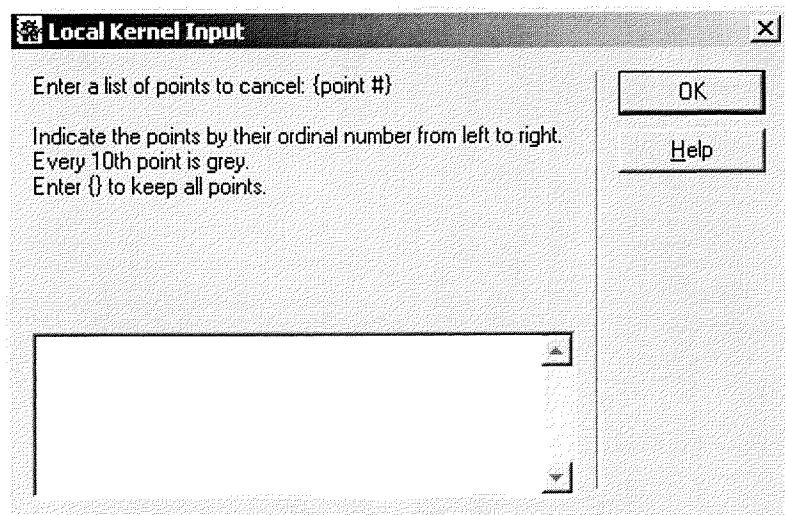 Local Kernel Input
Enter a list of points to cancel: {point #}
Indicate the points by their ordinal number from left to right.
Every 10th point is grey.
Enter {} to keep all points.
OK
Help